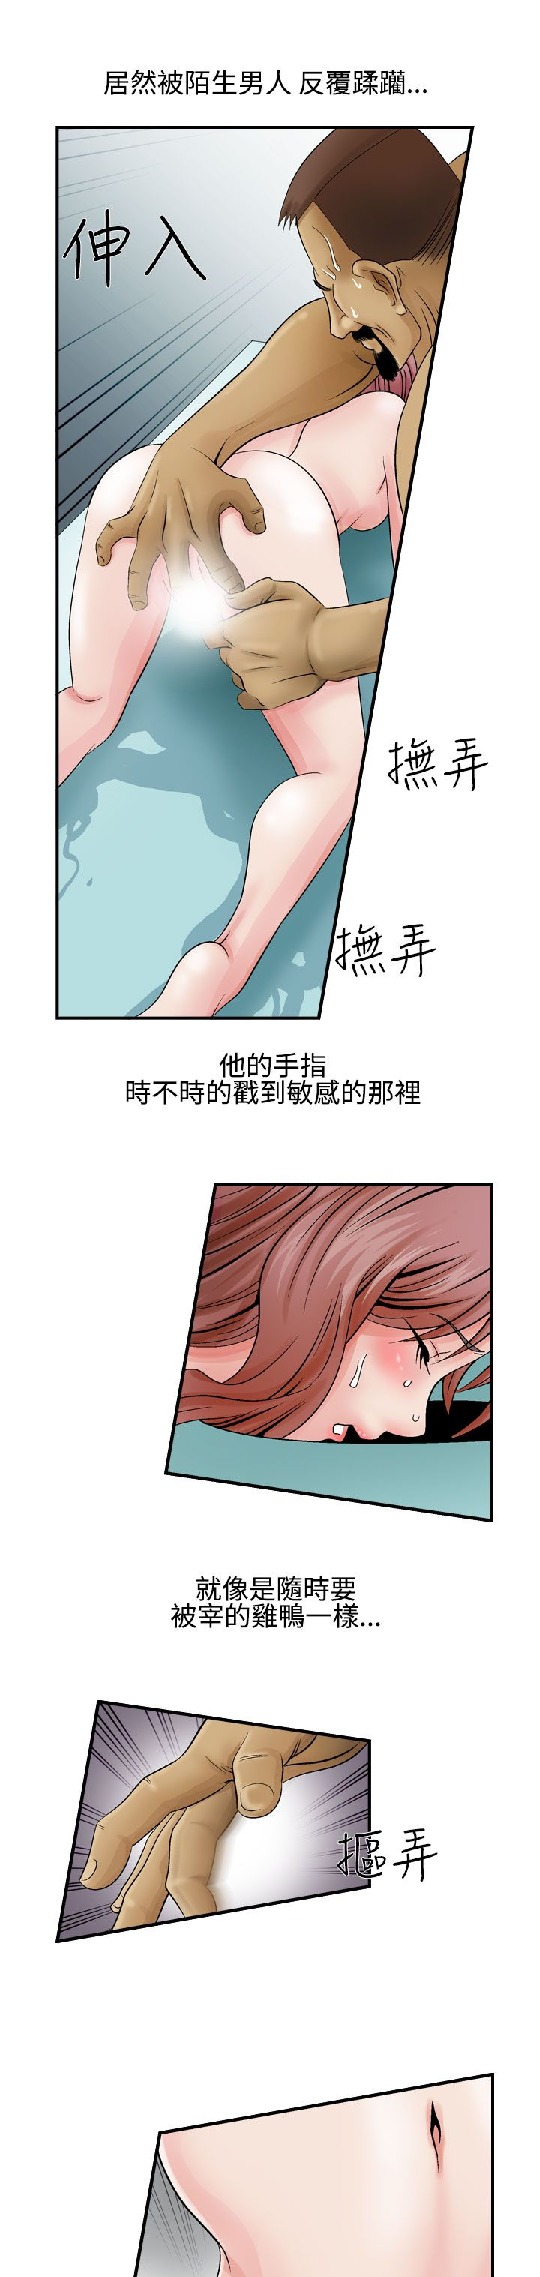 居然被陌生男人 反覆蹂躪...
伸入
撫弄
撫弄
他的手指
時不時的戳到敏感的那裡
就像是隨時要
被宰的雞鴨一樣...
摳弄